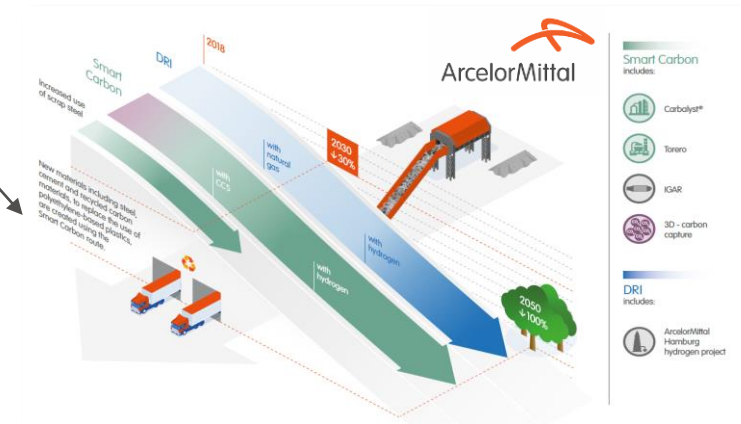 2018
DRI
Smart
Carbon
Increased use
of scrap steel
ArcelorMittal
2030
↓30%
with
natural
gas
with
CCS
New materials including steel,
cement and recycled carbon
materials, to replace the use of
polyethylene-based plastics,
are created using the
Smart Carbon route.
with
hydrogen
with
hydrogen
2050
↓100%
Smart Carbon
includes:
Carbalyst®
Torero
IGAR
3D - carbon
capture
DRI
includes:
ArcelorMittal
Hamburg
hydrogen project